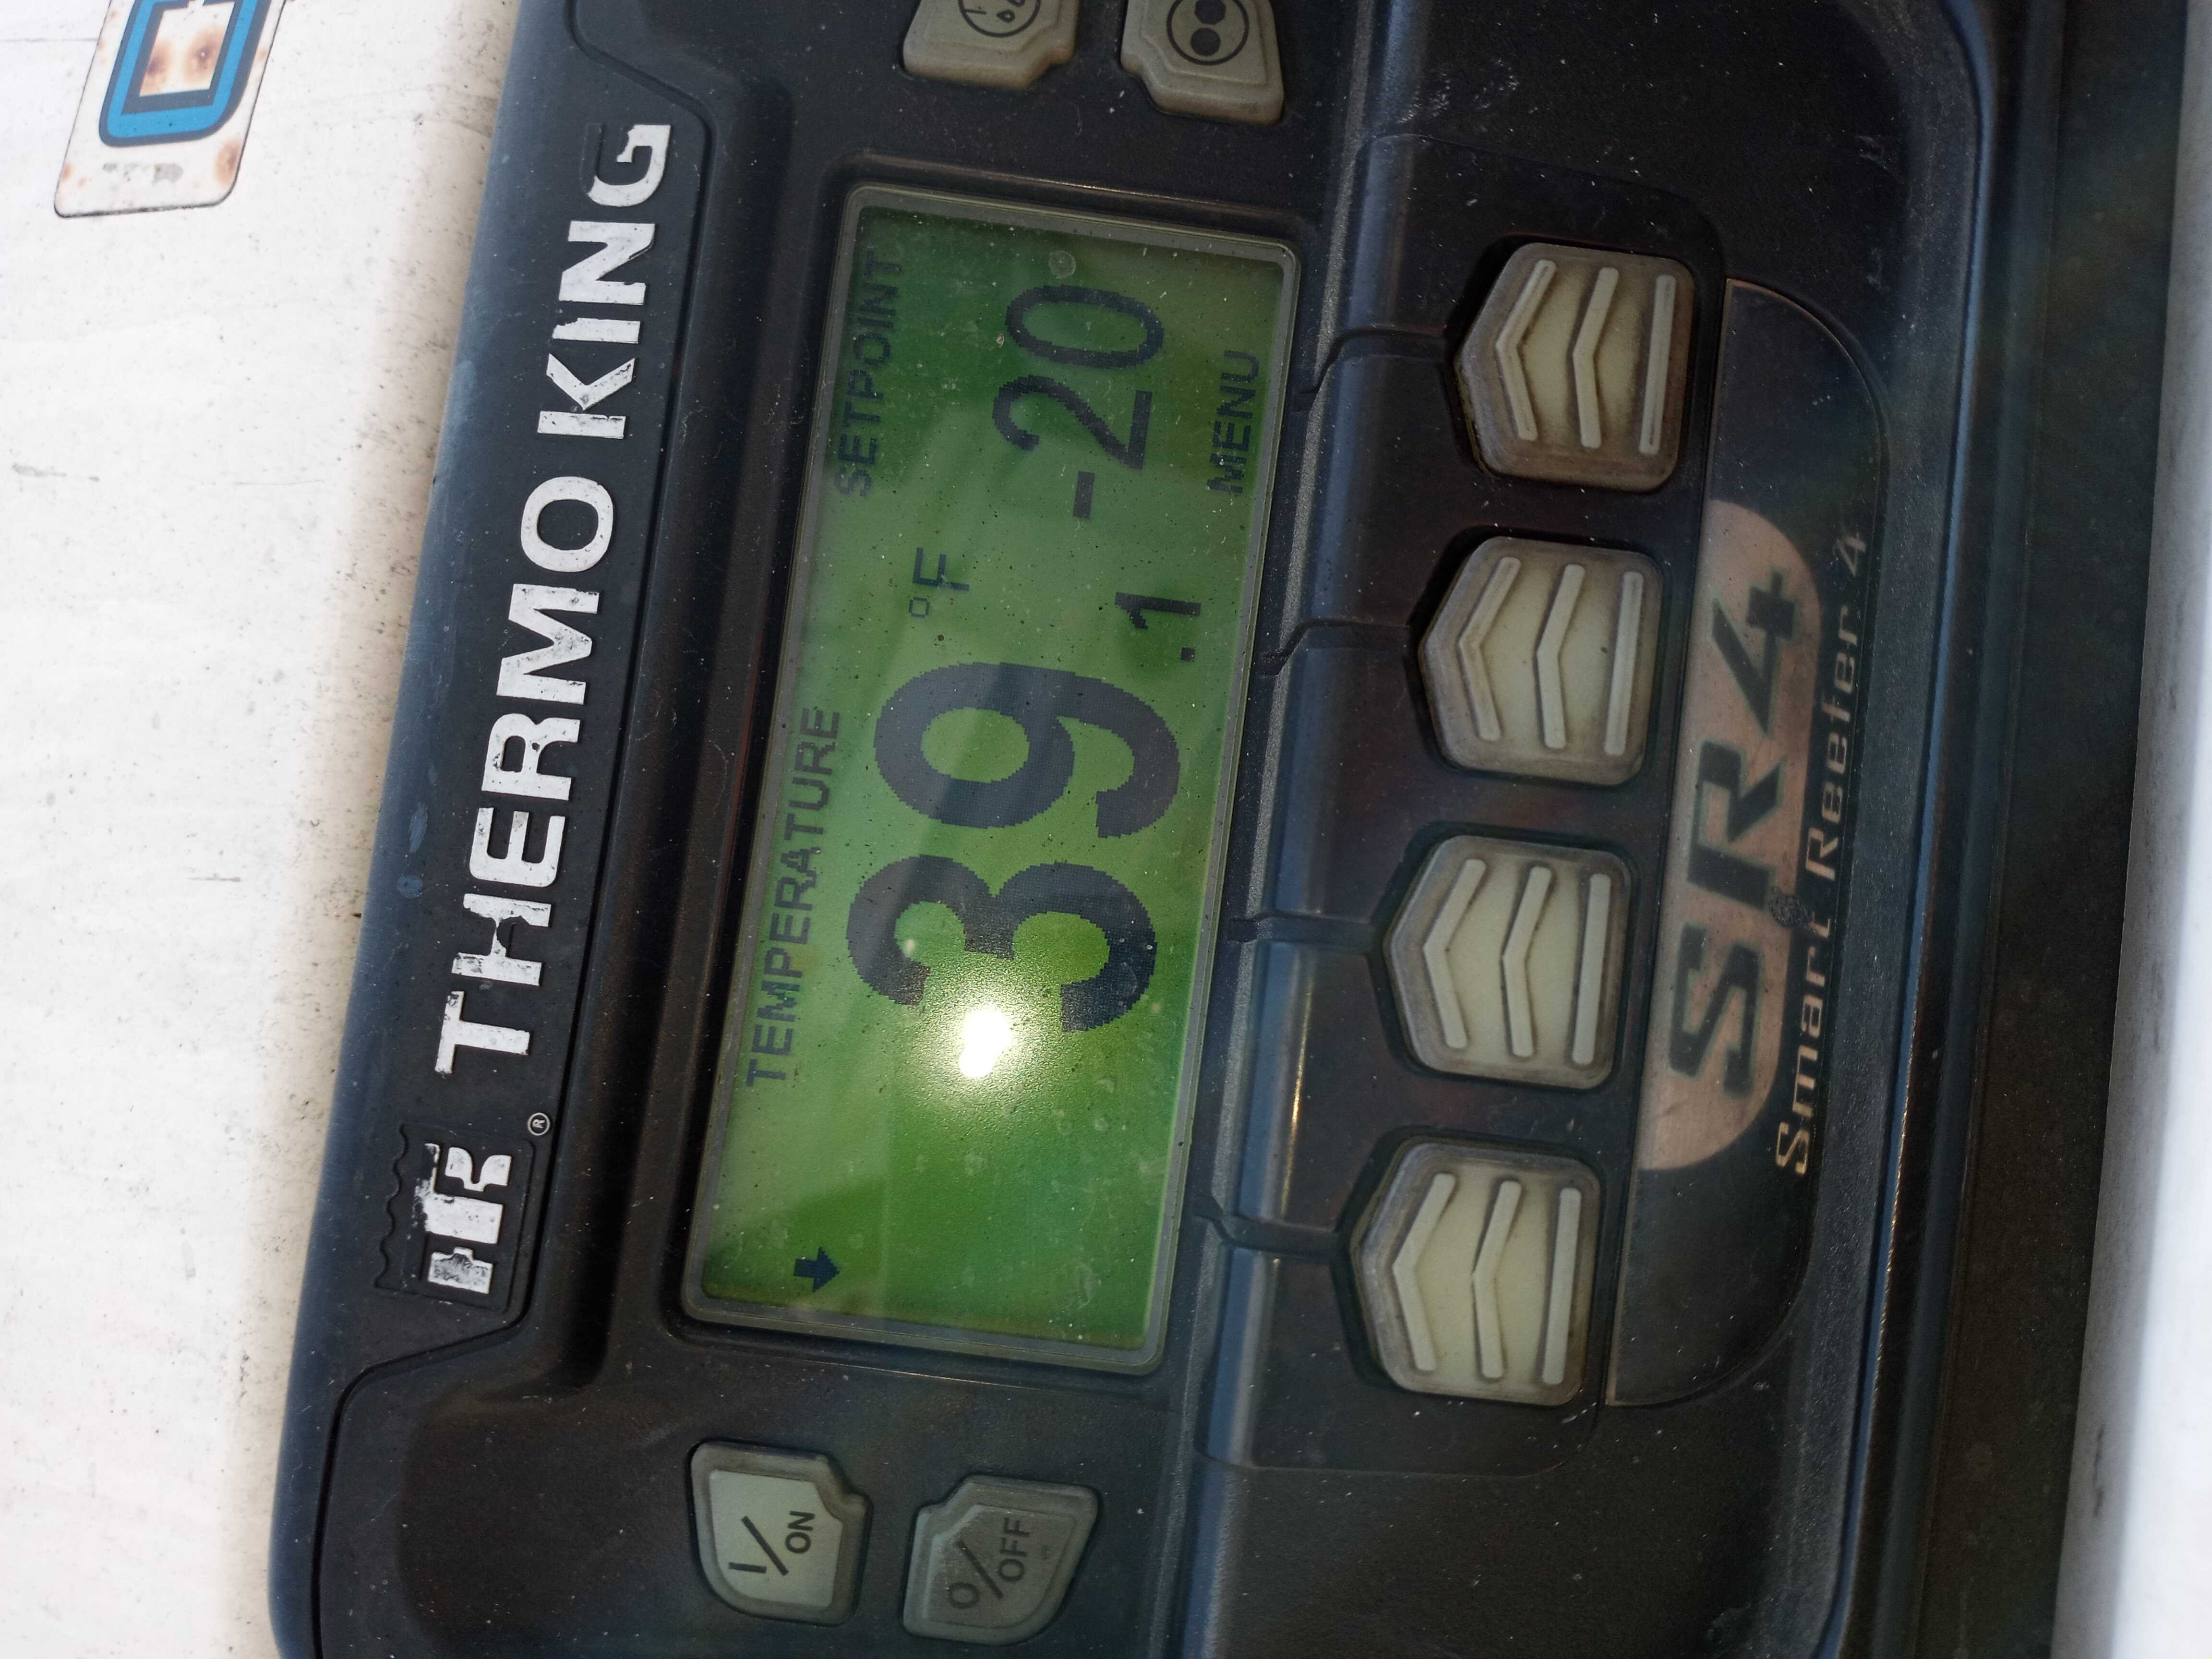 THERMO KING
®
I/ON
O/OFF
TEMPERATURE
SETPOINT
39.1 °F
-20
MENU
SR4
Smart Reefer 4